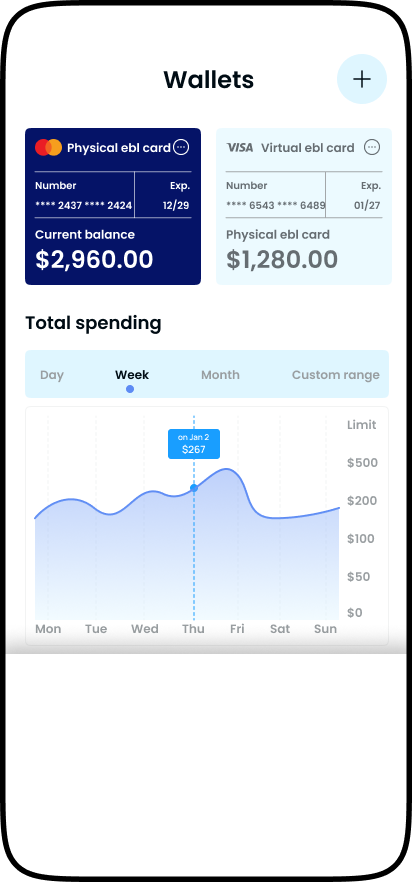 Wallets
Physical ebl card
Number
Exp.
**** 2437 **** 2424
12/29
Current balance
$2,960.00
VISA
Virtual ebl card
Number
Exp.
**** 6543 **** 6489
01/27
Physical ebl card
$1,280.00
Total spending
Day
Week
Month
Custom range
Limit
on Jan 2
$267
$500
$200
$100
$50
$0
Mon
Tue
Wed
Thu
Fri
Sat
Sun